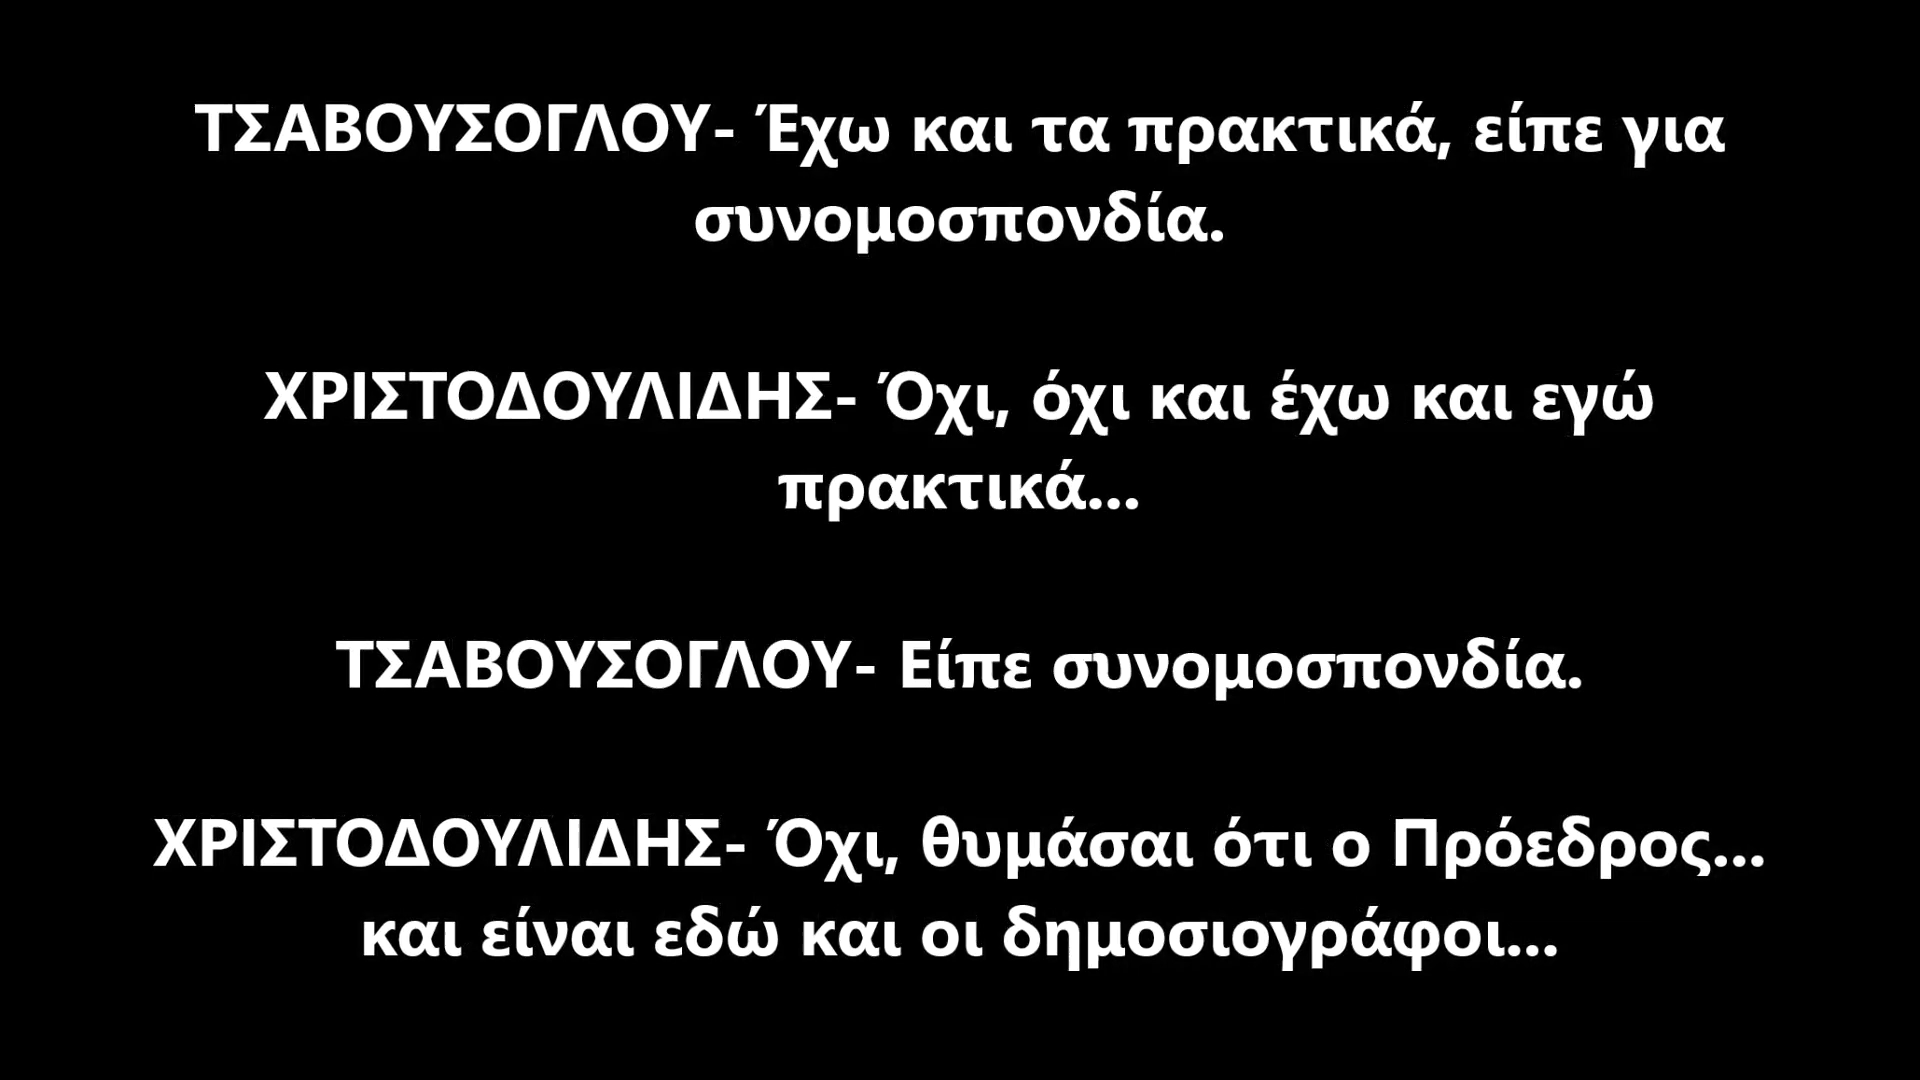 ΤΣΑΒΟΥΣΟΓΛΟΥ- Έχω και τα πρακτικά, είπε για
συνομοσπονδία.
ΧΡΙΣΤΟΔΟΥΛΙΔΗΣ- Όχι, όχι και έχω και εγώ
πρακτικά...
ΤΣΑΒΟΥΣΟΓΛΟΥ- Είπε συνομοσπονδία.
ΧΡΙΣΤΟΔΟΥΛΙΔΗΣ- Όχι, θυμάσαι ότι ο Πρόεδρος...
και είναι εδώ και οι δημοσιογράφοι...